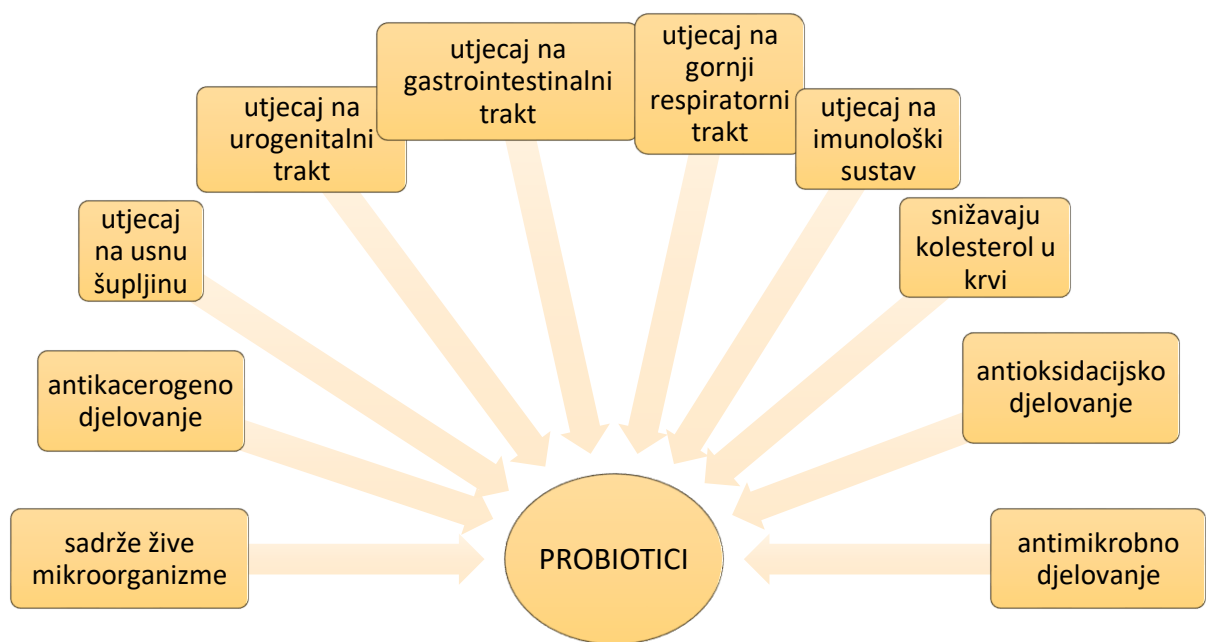 sadrže žive
mikroorganizme
antikacerogeno
djelovanje
utjecaj
na usnu
šupljinu
utjecaj na
urogenitalni
trakt
utjecaj na
gastrointestinalni
trakt
utjecaj na
gornji
respiratorni
trakt
utjecaj na
imunološki
sustav
snižavaju
kolesterol u
krvi
antioksidacijsko
djelovanje
antimikrobno
djelovanje
PROBIOTICI